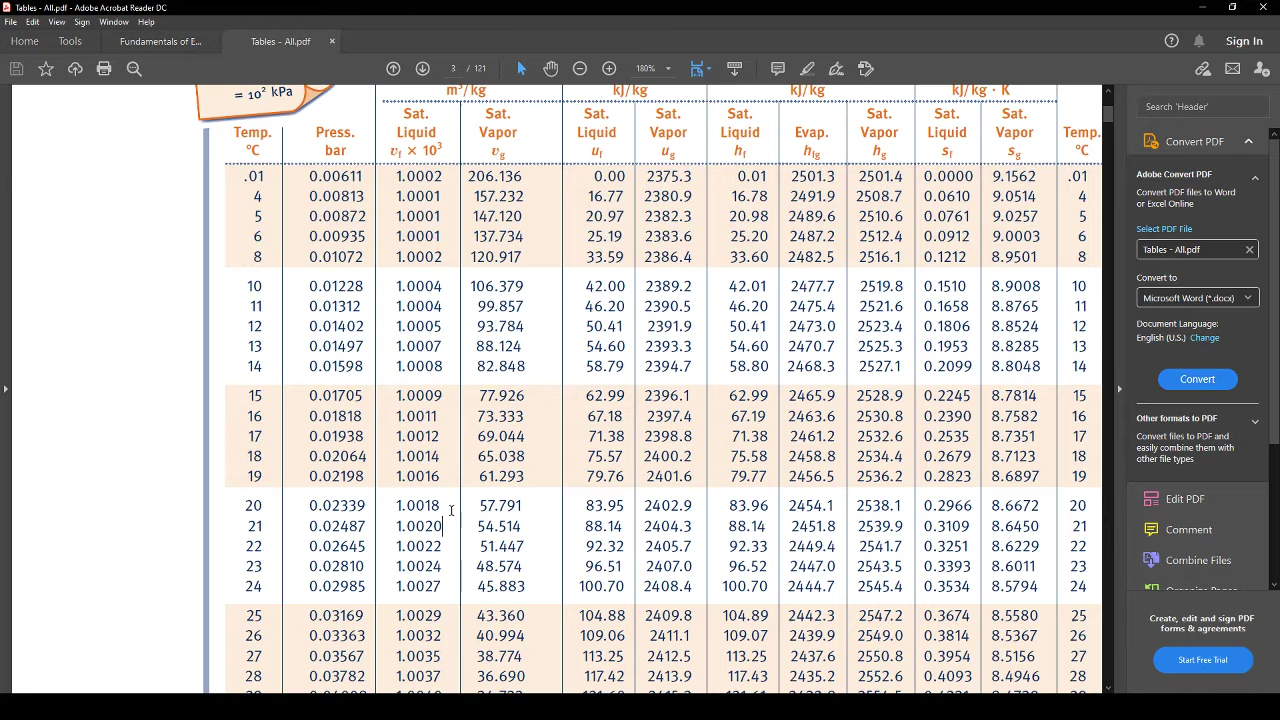 Tables - All.pdf - Adobe Acrobat Reader DC
File Edit View Sign Window Help
Home Tools Fundamentals of E... Tables - All.pdf × Sign In
3 / 121 180%
= 10² kPa
m³/kg kJ/kg kJ/kg kJ/kg · K
Sat. Sat. Sat. Sat. Sat. Sat. Sat. Sat.
Temp. Press. Liquid Vapor Liquid Vapor Liquid Evap. Vapor Liquid Vapor Temp.
°C bar vf × 10³ vg uf ug hf hfg hg sf sg °C
.01 0.00611 1.0002 206.136 0.00 2375.3 0.01 2501.3 2501.4 0.0000 9.1562 .01
4 0.00813 1.0001 157.232 16.77 2380.9 16.78 2491.9 2508.7 0.0610 9.0514 4
5 0.00872 1.0001 147.120 20.97 2382.3 20.98 2489.6 2510.6 0.0761 9.0257 5
6 0.00935 1.0001 137.734 25.19 2383.6 25.20 2487.2 2512.4 0.0912 9.0003 6
8 0.01072 1.0002 120.917 33.59 2386.4 33.60 2482.5 2516.1 0.1212 8.9501 8
10 0.01228 1.0004 106.379 42.00 2389.2 42.01 2477.7 2519.8 0.1510 8.9008 10
11 0.01312 1.0004 99.857 46.20 2390.5 46.20 2475.4 2521.6 0.1658 8.8765 11
12 0.01402 1.0005 93.784 50.41 2391.9 50.41 2473.0 2523.4 0.1806 8.8524 12
13 0.01497 1.0007 88.124 54.60 2393.3 54.60 2470.7 2525.3 0.1953 8.8285 13
14 0.01598 1.0008 82.848 58.79 2394.7 58.80 2468.3 2527.1 0.2099 8.8048 14
15 0.01705 1.0009 77.926 62.99 2396.1 62.99 2465.9 2528.9 0.2245 8.7814 15
16 0.01818 1.0011 73.333 67.18 2397.4 67.19 2463.6 2530.8 0.2390 8.7582 16
17 0.01938 1.0012 69.044 71.38 2398.8 71.38 2461.2 2532.6 0.2535 8.7351 17
18 0.02064 1.0014 65.038 75.57 2400.2 75.58 2458.8 2534.4 0.2679 8.7123 18
19 0.02198 1.0016 61.293 79.76 2401.6 79.77 2456.5 2536.2 0.2823 8.6897 19
20 0.02339 1.0018 57.791 83.95 2402.9 83.96 2454.1 2538.1 0.2966 8.6672 20
21 0.02487 1.0020 54.514 88.14 2404.3 88.14 2451.8 2539.9 0.3109 8.6450 21
22 0.02645 1.0022 51.447 92.32 2405.7 92.33 2449.4 2541.7 0.3251 8.6229 22
23 0.02810 1.0024 48.574 96.51 2407.0 96.52 2447.0 2543.5 0.3393 8.6011 23
24 0.02985 1.0027 45.883 100.70 2408.4 100.70 2444.7 2545.4 0.3534 8.5794 24
25 0.03169 1.0029 43.360 104.88 2409.8 104.89 2442.3 2547.2 0.3674 8.5580 25
26 0.03363 1.0032 40.994 109.06 2411.1 109.07 2439.9 2549.0 0.3814 8.5367 26
27 0.03567 1.0035 38.774 113.25 2412.5 113.25 2437.6 2550.8 0.3954 8.5156 27
28 0.03782 1.0037 36.690 117.42 2413.9 117.43 2435.2 2552.6 0.4093 8.4946 28
Search 'Header'
Convert PDF
Adobe Convert PDF
Convert PDF files to Word
or Excel Online
Select PDF File
Tables - All.pdf
Convert to
Microsoft Word (*.docx)
Document Language:
English (U.S.) Change
Convert
Other formats to PDF
Convert files to PDF and
easily combine them with
other file types
Edit PDF
Comment
Combine Files
Create, edit and sign PDF
forms & agreements
Start Free Trial